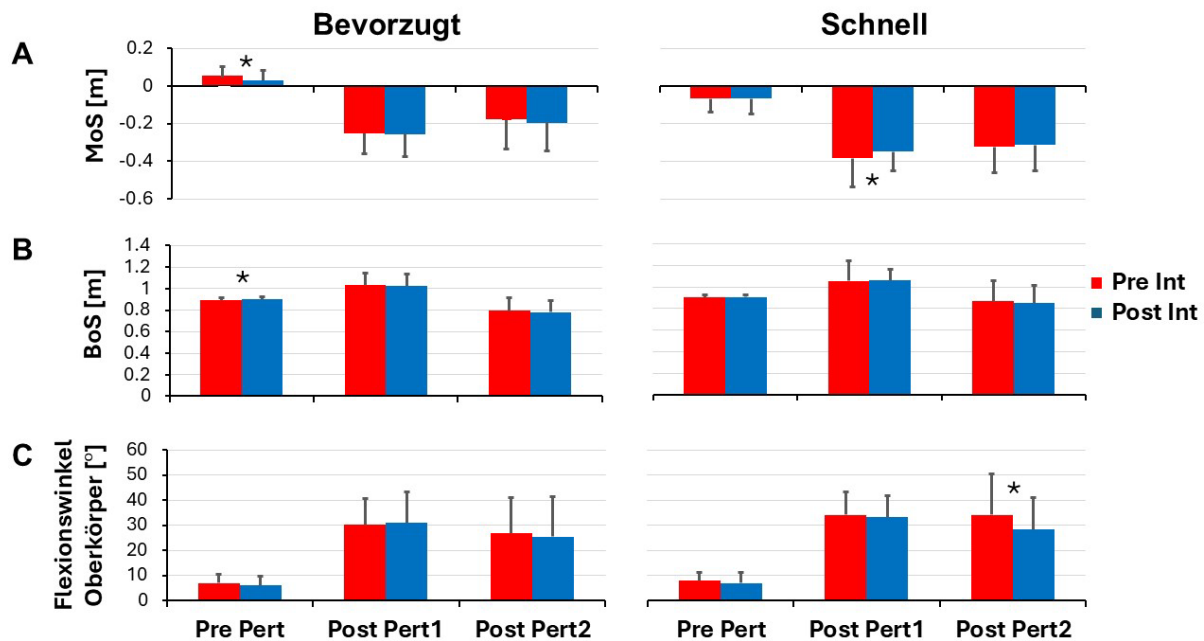 Bevorzugt
Schnell
A
MoS [m]
0.2
0
-0.2
-0.4
-0.6
*
*
B
BoS [m]
1.4
1.2
1
0.8
0.6
0.4
0.2
0
*
Pre Int
Post Int
C
Flexionswinkel
Oberkörper [°]
60
50
40
30
20
10
0
*
Pre Pert
Post Pert1
Post Pert2
Pre Pert
Post Pert1
Post Pert2